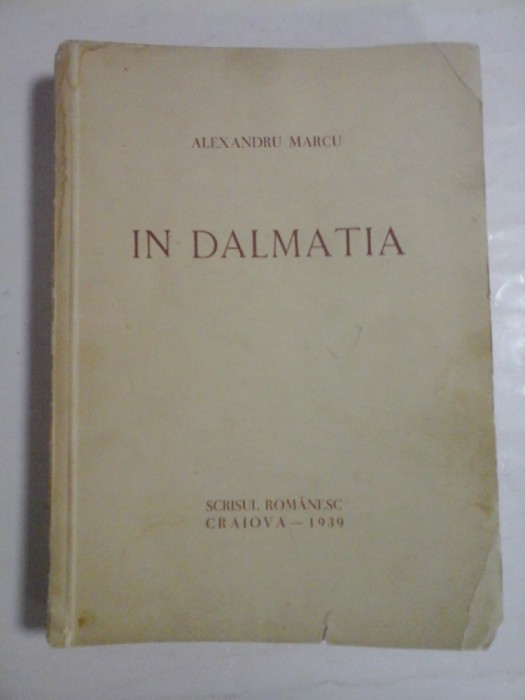 ALEXANDRU MARCU
IN DALMATIA
SCRISUL ROMÂNESC
CRAIOVA — 1939